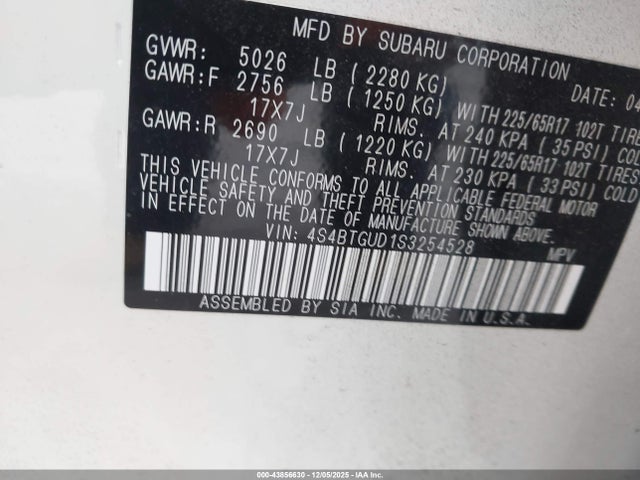 MFD BY SUBARU CORPORATION DATE: 0
GVWR: 5026 LB (2280 KG)
GAWR:F 2756 LB (1250 KG) WITH 225/65R17 102T TIRES
17X7J RIMS. AT 240 KPA (35 PSI) COLD
GAWR:R 2690 LB (1220 KG) WITH 225/65R17 102T TIRES
17X7J RIMS. AT 230 KPA (33 PSI) COLD
THIS VEHICLE CONFORMS TO ALL APPLICABLE FEDERAL MOTOR
VEHICLE SAFETY AND THEFT PREVENTION STANDARDS
IN EFFECT ON THE DATE OF MANUFACTURE SHOWN ABOVE.
VIN: 4S4BTGUD1S3254528 MPV
ASSEMBLED BY SIA INC. MADE IN U.S.A.
000-43856630 - 12/05/2025 - IAA Inc.